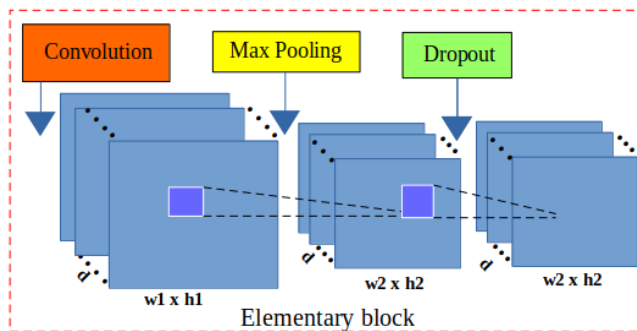 Convolution
Max Pooling
Dropout
d
d
d
w1 x h1
w2 x h2
w2 x h2
Elementary block